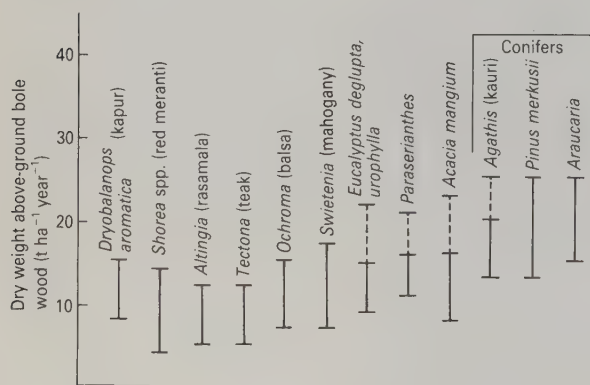 Dry weight above-ground bole
wood (t ha⁻¹ year⁻¹)
40
30
20
10
Dryobalanops (kapur)
aromatica
Shorea spp. (red meranti)
Altingia (rasamala)
Tectona (teak)
Ochroma (balsa)
Swietenia (mahogany)
Eucalyptus deglupta,
urophylla
Paraserianthes
Acacia mangium
Conifers
Agathis (kauri)
Pinus merkusii
Araucaria